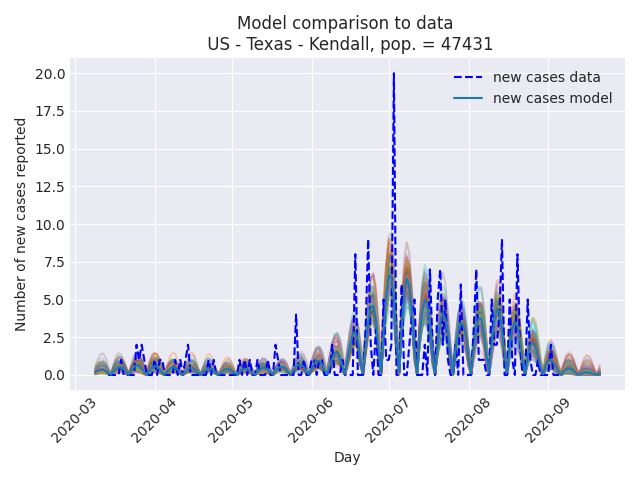 Model comparison to data
US - Texas - Kendall, pop. = 47431
new cases data
new cases model
Number of new cases reported
20.0
17.5
15.0
12.5
10.0
7.5
5.0
2.5
0.0
2020-03
2020-04
2020-05
2020-06
2020-07
2020-08
2020-09
Day